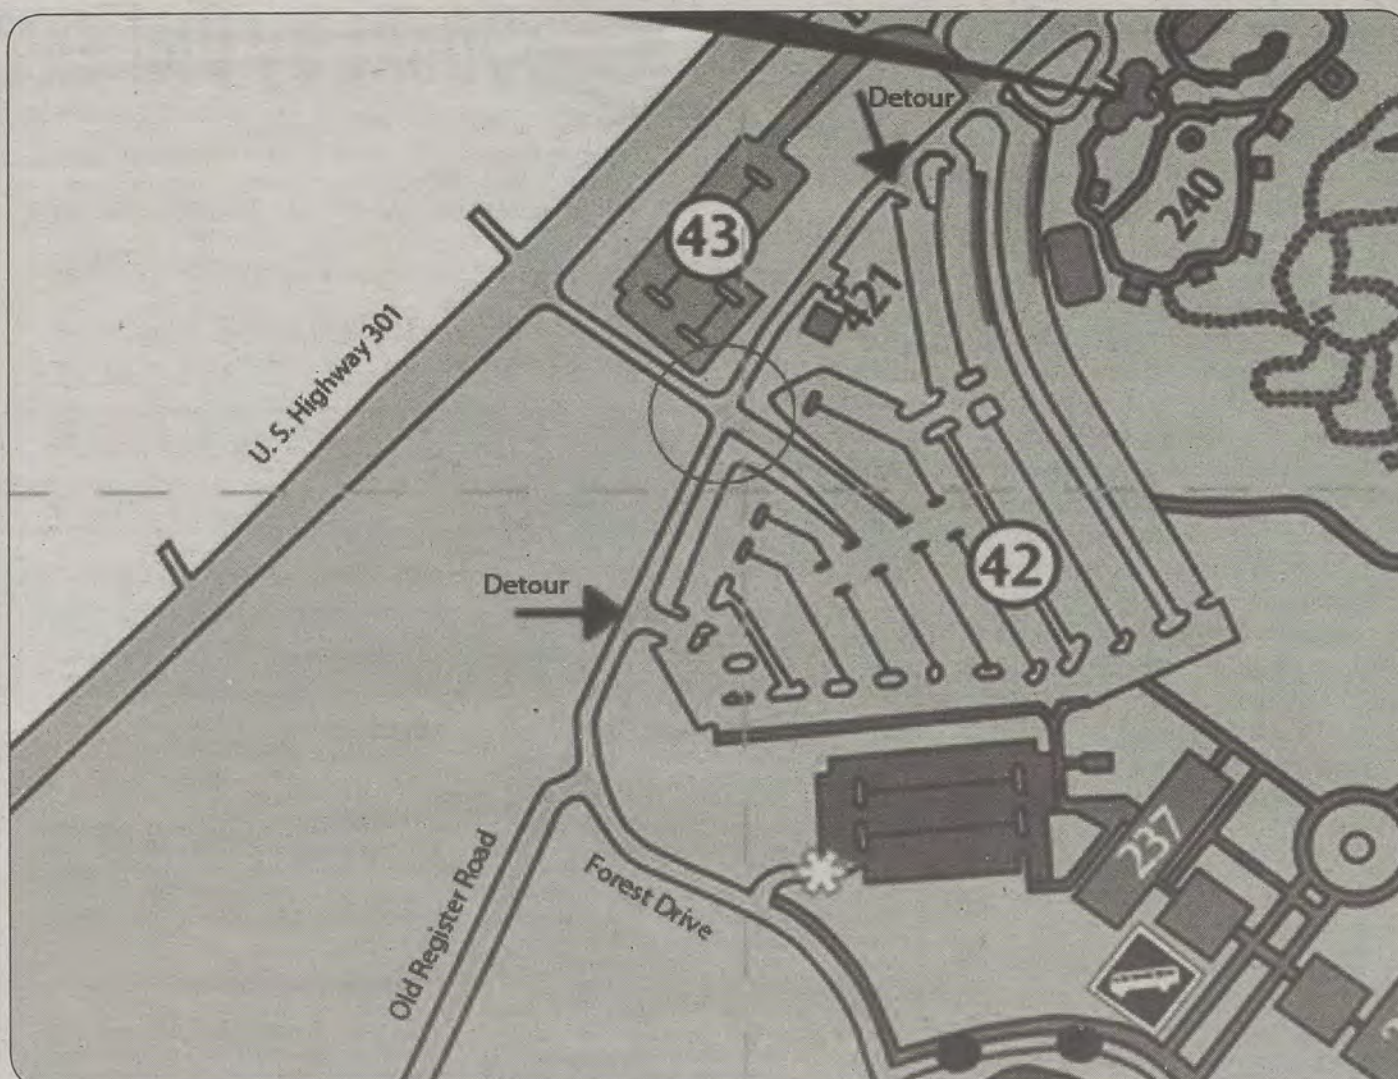 Detour
43
240
421
U. S. Highway 301
42
Detour
237
Forest Drive
Old Register Road